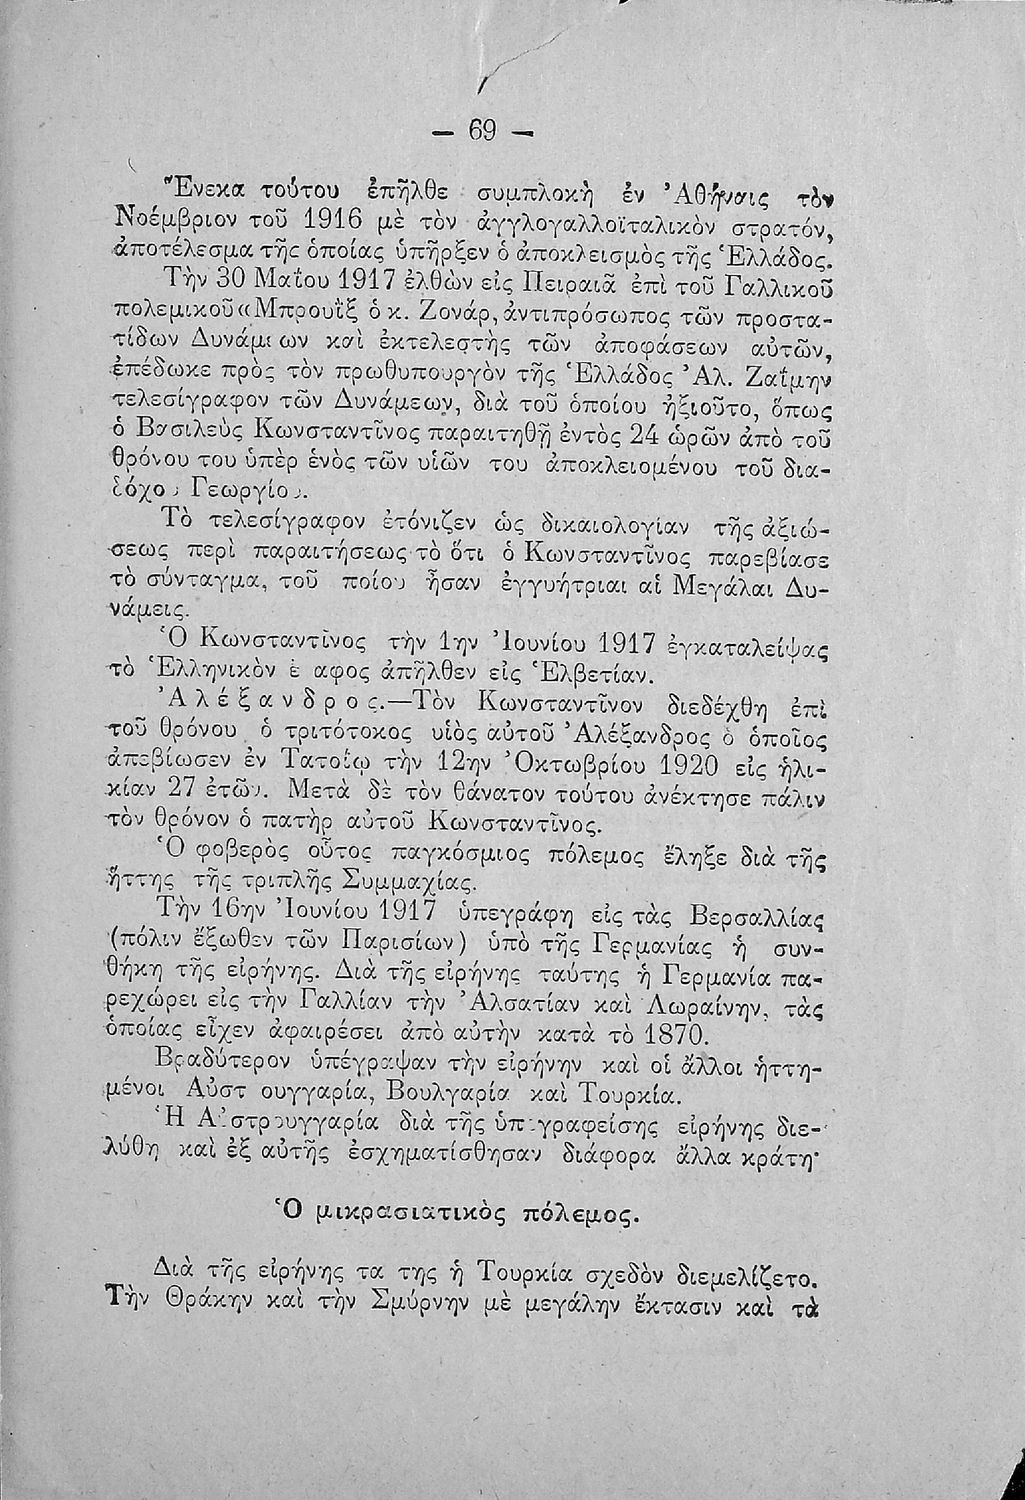 — 69 —
Ἕνεκα τούτου ἐπῆλθε συμπλοκὴ ἐν Ἀθήναις τὸν
Νοέμβριον τοῦ 1916 μὲ τὸν ἀγγλογαλλοϊταλικὸν στρατόν,
ἀποτέλεσμα τῆς ὁποίας ὑπῆρξεν ὁ ἀποκλεισμὸς τῆς Ἑλλάδος.
Τὴν 30 Μαΐου 1917 ἐλθὼν εἰς Πειραιᾶ ἐπὶ τοῦ Γαλλικοῦ
πολεμικοῦ «Μπρουῒξ ὁ κ. Ζονάρ, ἀντιπρόσωπος τῶν προστα-
τίδων Δυνάμεων καὶ ἐκτελεστὴς τῶν ἀποφάσεων αὐτῶν,
ἐπέδωκε πρὸς τὸν πρωθυπουργὸν τῆς Ἑλλάδος Ἀλ. Ζαΐμην
τελεσίγραφον τῶν Δυνάμεων, διὰ τοῦ ὁποίου ἠξιοῦτο, ὅπως
ὁ Βασιλεὺς Κωνσταντῖνος παραιτηθῇ ἐντὸς 24 ὡρῶν ἀπὸ τοῦ
θρόνου του ὑπὲρ ἑνὸς τῶν υἱῶν του ἀποκλειομένου τοῦ δια-
δόχου Γεωργίου.
Τὸ τελεσίγραφον ἐτόνιζεν ὡς δικαιολογίαν τῆς ἀξιώ-
σεως περὶ παραιτήσεως τὸ ὅτι ὁ Κωνσταντῖνος παρεβίασε
τὸ σύνταγμα, τοῦ ποίου ἦσαν ἐγγυήτριαι αἱ Μεγάλαι Δυ-
νάμεις.
Ὁ Κωνσταντῖνος τὴν 1ην Ἰουνίου 1917 ἐγκαταλείψας
τὸ Ἑλληνικὸν ἔ αφος ἀπῆλθεν εἰς Ἑλβετίαν.
Ἀ λ έ ξ α ν δ ρ ο ς.—Τὸν Κωνσταντῖνον διεδέχθη ἐπὶ
τοῦ θρόνου ὁ τριτότοκος υἱὸς αὐτοῦ Ἀλέξανδρος ὁ ὁποῖος
ἀπεβίωσεν ἐν Τατοΐῳ τὴν 12ην Ὀκτωβρίου 1920 εἰς ἡλι-
κίαν 27 ἐτῶν. Μετὰ δὲ τὸν θάνατον τούτου ἀνέκτησε πάλιν
τὸν θρόνον ὁ πατὴρ αὐτοῦ Κωνσταντῖνος.
Ὁ φοβερὸς οὗτος παγκόσμιος πόλεμος ἔληξε διὰ τῆς
ἥττης τῆς τριπλῆς Συμμαχίας.
Τὴν 16ην Ἰουνίου 1917 ὑπεγράφη εἰς τὰς Βερσαλλίας
(πόλιν ἔξωθεν τῶν Παρισίων) ὑπὸ τῆς Γερμανίας ἡ συν-
θήκη τῆς εἰρήνης. Διὰ τῆς εἰρήνης ταύτης ἡ Γερμανία πα-
ρεχώρει εἰς τὴν Γαλλίαν τὴν Ἀλσατίαν καὶ Λωραίνην, τὰς
ὁποίας εἶχεν ἀφαιρέσει ἀπὸ αὐτὴν κατὰ τὸ 1870.
Βραδύτερον ὑπέγραψαν τὴν εἰρήνην καὶ οἱ ἄλλοι ἡττη-
μένοι Αὐστ ουγγαρία, Βουλγαρία καὶ Τουρκία.
Ἡ Αὐστρουγγαρία διὰ τῆς ὑπογραφείσης εἰρήνης διε-
λύθη καὶ ἐξ αὐτῆς ἐσχηματίσθησαν διάφορα ἄλλα κράτη·
Ὁ μικρασιατικὸς πόλεμος.
Διὰ τῆς εἰρήνης τα της ἡ Τουρκία σχεδὸν διεμελίζετο.
Τὴν Θράκην καὶ τὴν Σμύρνην μὲ μεγάλην ἔκτασιν καὶ τὰ